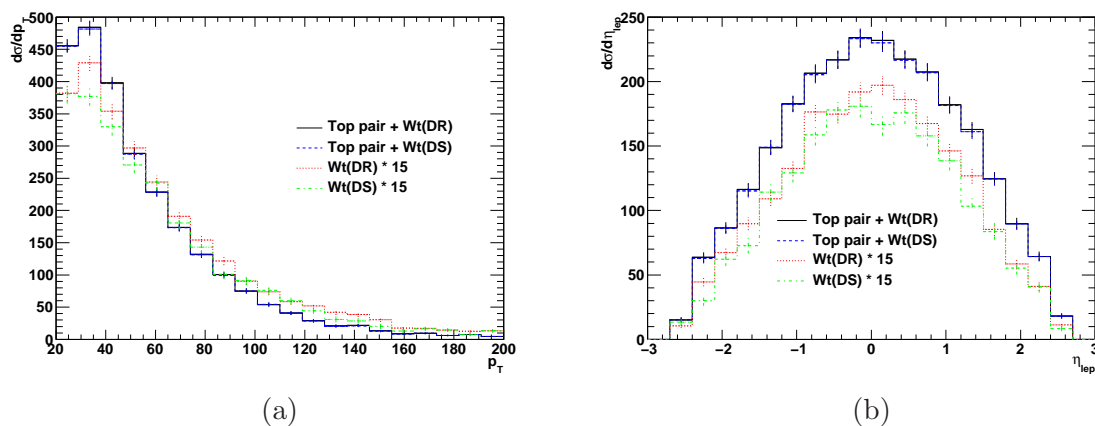 dσ/dp_T
500
450
400
350
300
250
200
150
100
50
0
20 40 60 80 100 120 140 160 180 200
p_T
Top pair + Wt(DR)
Top pair + Wt(DS)
Wt(DR) * 15
Wt(DS) * 15
(a)
dσ/dη_lep
250
200
150
100
50
0
−3 −2 −1 0 1 2 3
η_lep
Top pair + Wt(DR)
Top pair + Wt(DS)
Wt(DR) * 15
Wt(DS) * 15
(b)